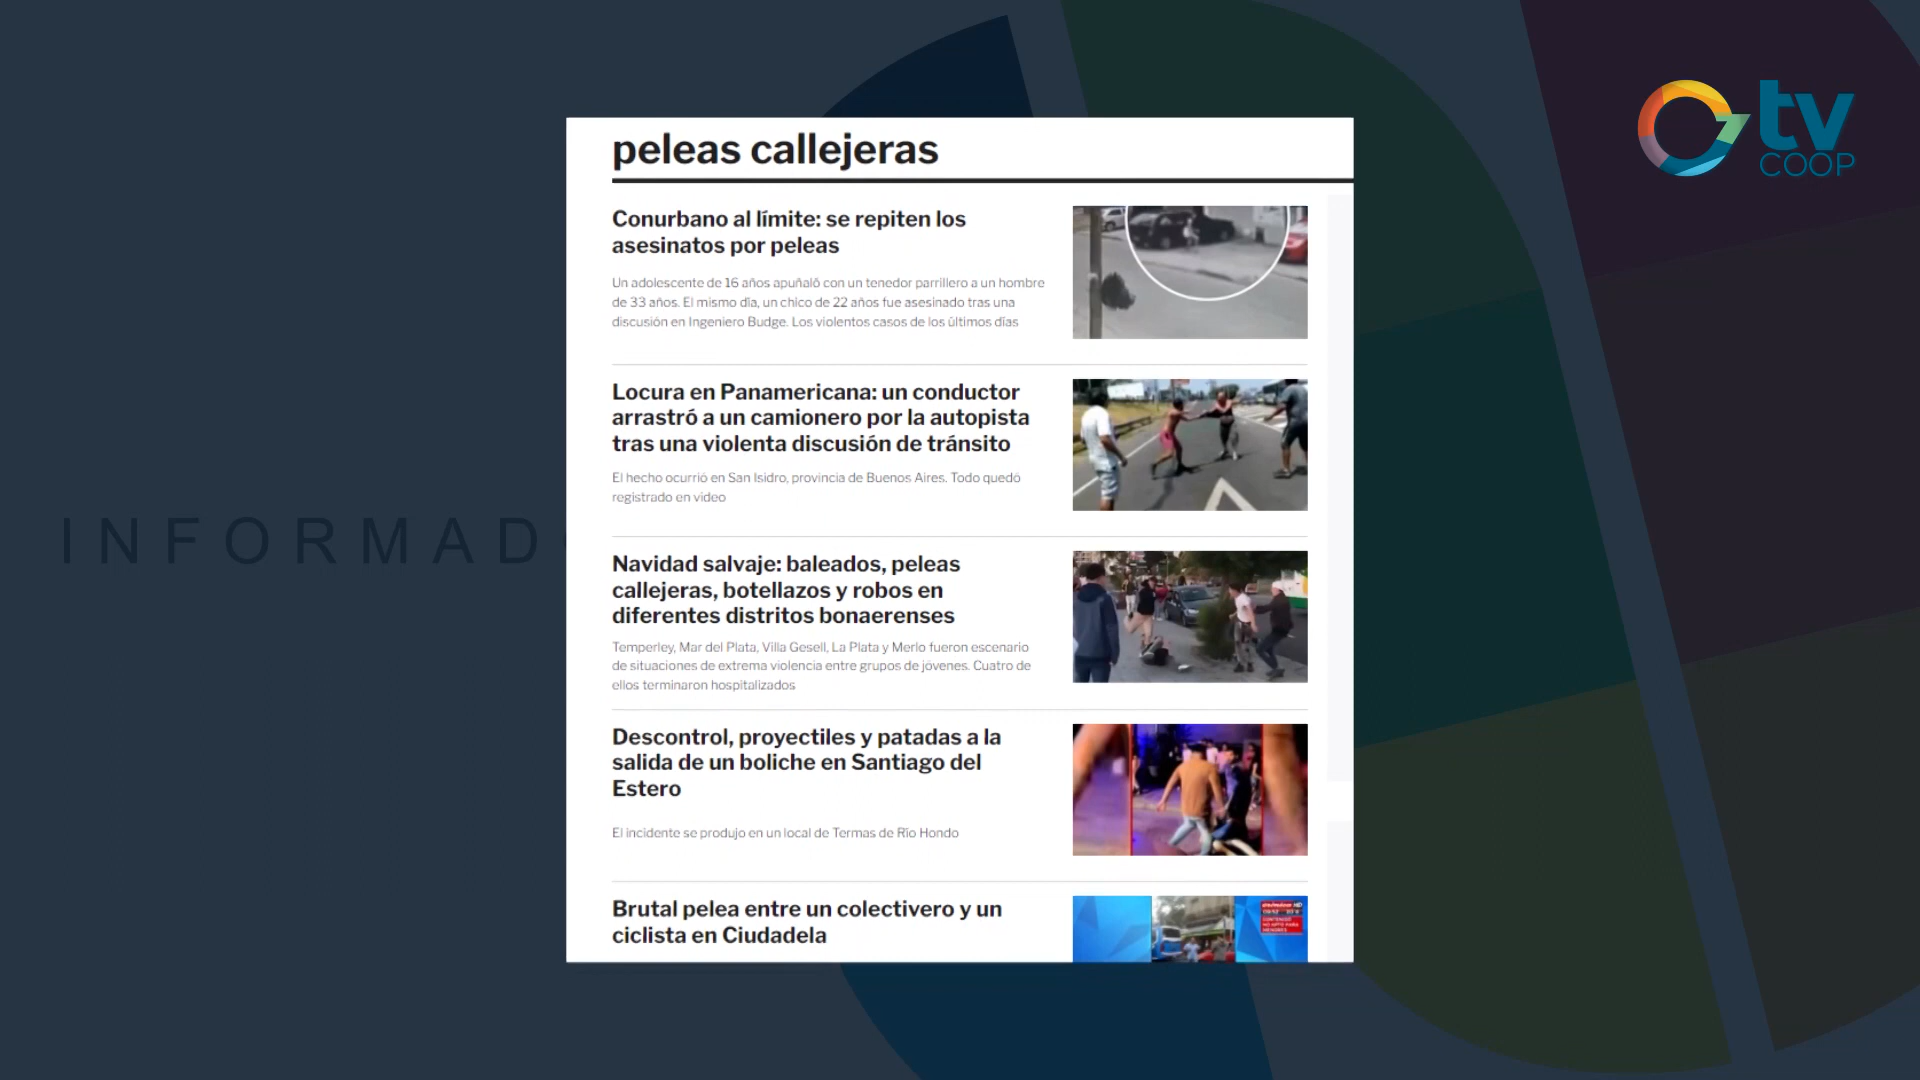 tv
COOP
peleas callejeras
Conurbano al límite: se repiten los
asesinatos por peleas
Un adolescente de 16 años apuñaló con un tenedor parrillero a un hombre
de 33 años. El mismo día, un chico de 22 años fue asesinado tras una
discusión en Ingeniero Budge. Los violentos casos de los últimos días
Locura en Panamericana: un conductor
arrastró a un camionero por la autopista
tras una violenta discusión de tránsito
El hecho ocurrió en San Isidro, provincia de Buenos Aires. Todo quedó
registrado en video
INFORMAD
Navidad salvaje: baleados, peleas
callejeras, botellazos y robos en
diferentes distritos bonaerenses
Temperley, Mar del Plata, Villa Gesell, La Plata y Merlo fueron escenario
de situaciones de extrema violencia entre grupos de jóvenes. Cuatro de
ellos terminaron hospitalizados
Descontrol, proyectiles y patadas a la
salida de un boliche en Santiago del
Estero
El incidente se produjo en un local de Termas de Río Hondo
Brutal pelea entre un colectivero y un
ciclista en Ciudadela
CONTENIDO
NO APTO PARA
MENORES